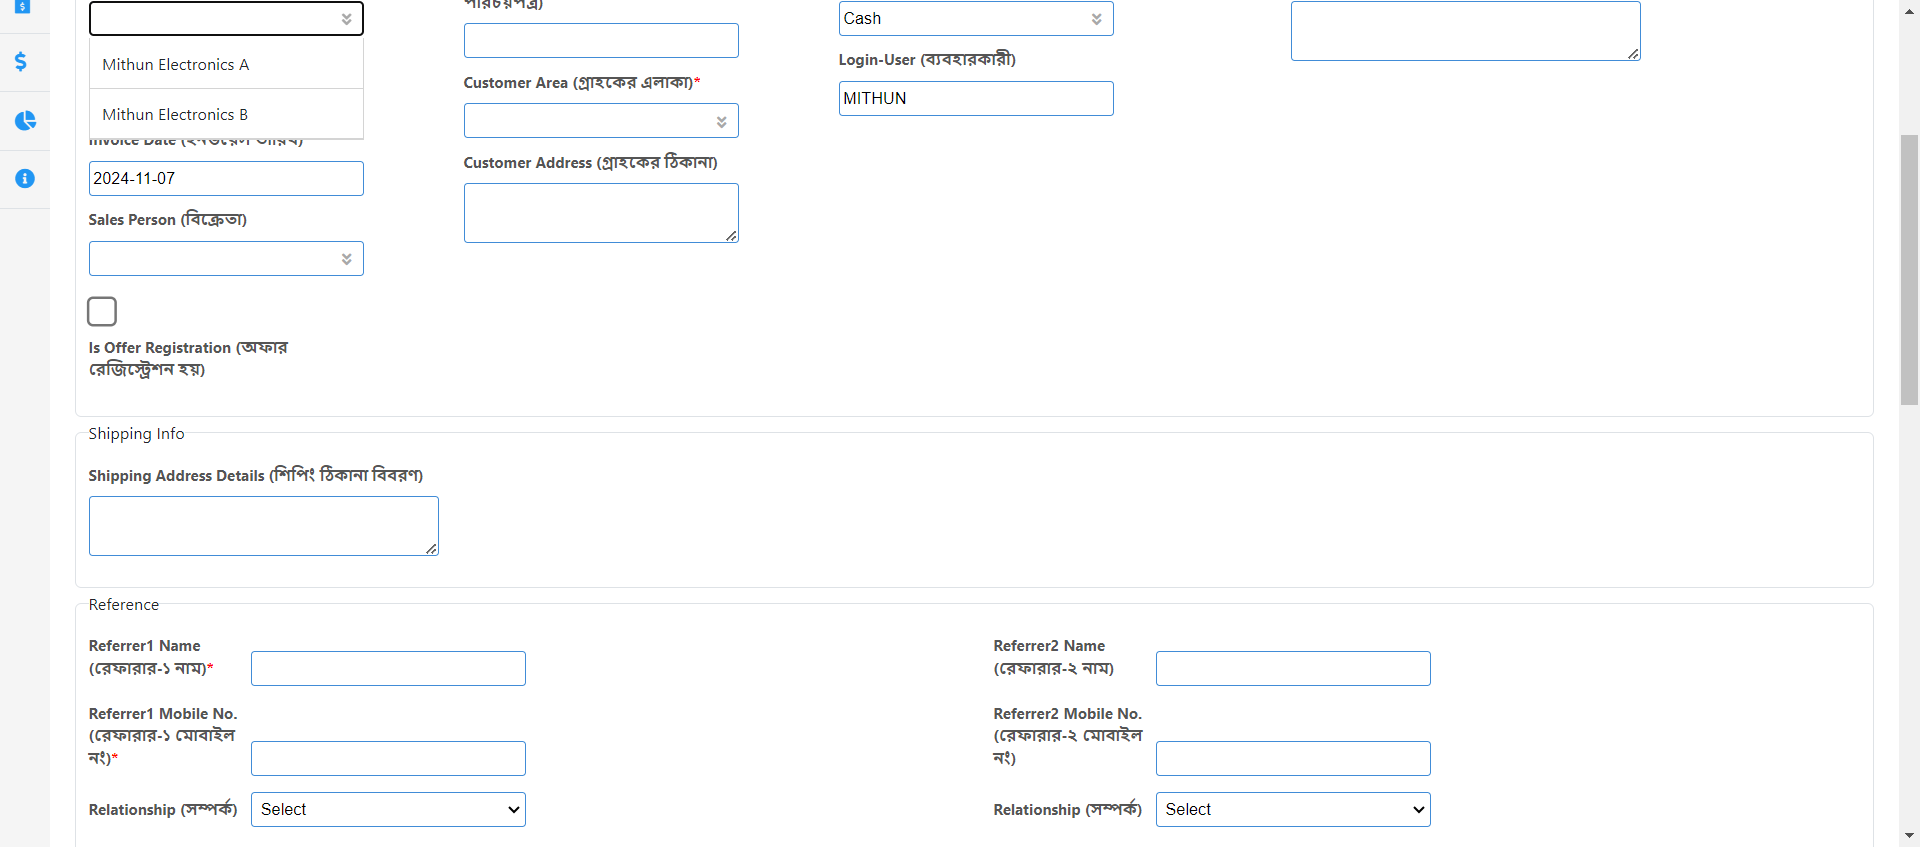 Mithun Electronics A
Mithun Electronics B
2024-11-07
Sales Person (বিক্রেতা)
Is Offer Registration (অফার
রেজিস্ট্রেশন হয়)
Customer Area (গ্রাহকের এলাকা)*
Customer Address (গ্রাহকের ঠিকানা)
Cash
Login-User (ব্যবহারকারী)
MITHUN
Shipping Info
Shipping Address Details (শিপিং ঠিকানা বিবরণ)
Reference
Referrer1 Name
(রেফারার-১ নাম)*
Referrer1 Mobile No.
(রেফারার-১ মোবাইল
নং)*
Relationship (সম্পর্ক)
Select
Referrer2 Name
(রেফারার-২ নাম)
Referrer2 Mobile No.
(রেফারার-২ মোবাইল
নং)
Relationship (সম্পর্ক)
Select